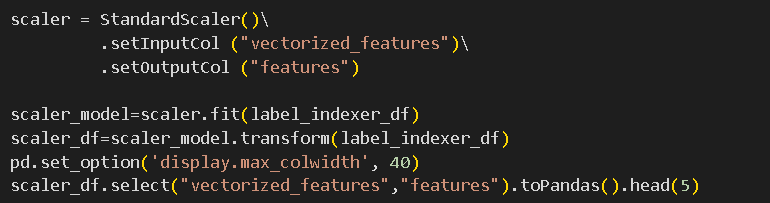 scaler = StandardScaler()\
.setInputCol ("vectorized_features")\
.setOutputCol ("features")
scaler_model=scaler.fit(label_indexer_df)
scaler_df=scaler_model.transform(label_indexer_df)
pd.set_option('display.max_colwidth', 40)
scaler_df.select("vectorized_features","features").toPandas().head(5)